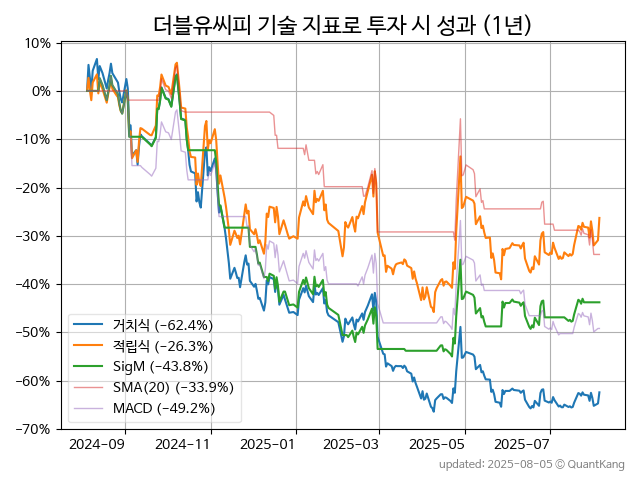 더블유씨피 기술 지표로 투자 시 성과 (1년)
10%
0%
−10%
−20%
−30%
−40%
−50%
−60%
−70%
거치식 (−62.4%)
적립식 (−26.3%)
SigM (−43.8%)
SMA(20) (−33.9%)
MACD (−49.2%)
2024-09
2024-11
2025-01
2025-03
2025-05
2025-07
updated: 2025-08-05 © QuantKang